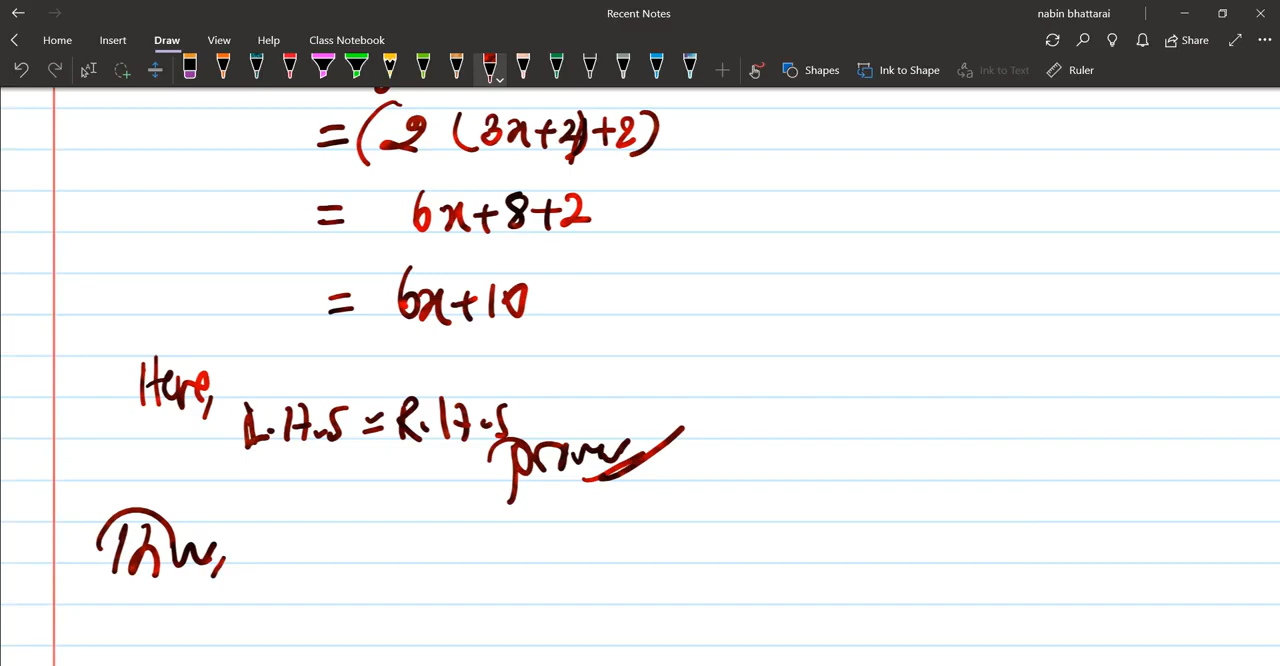 Recent Notes
nabin bhattarai
Home Insert Draw View Help Class Notebook
Share
Shapes Ink to Shape Ink to Text Ruler
=(2 (3x+4)+2)
= 6x+8+2
= 6x+10
Here,
L.H.S = R.H.S